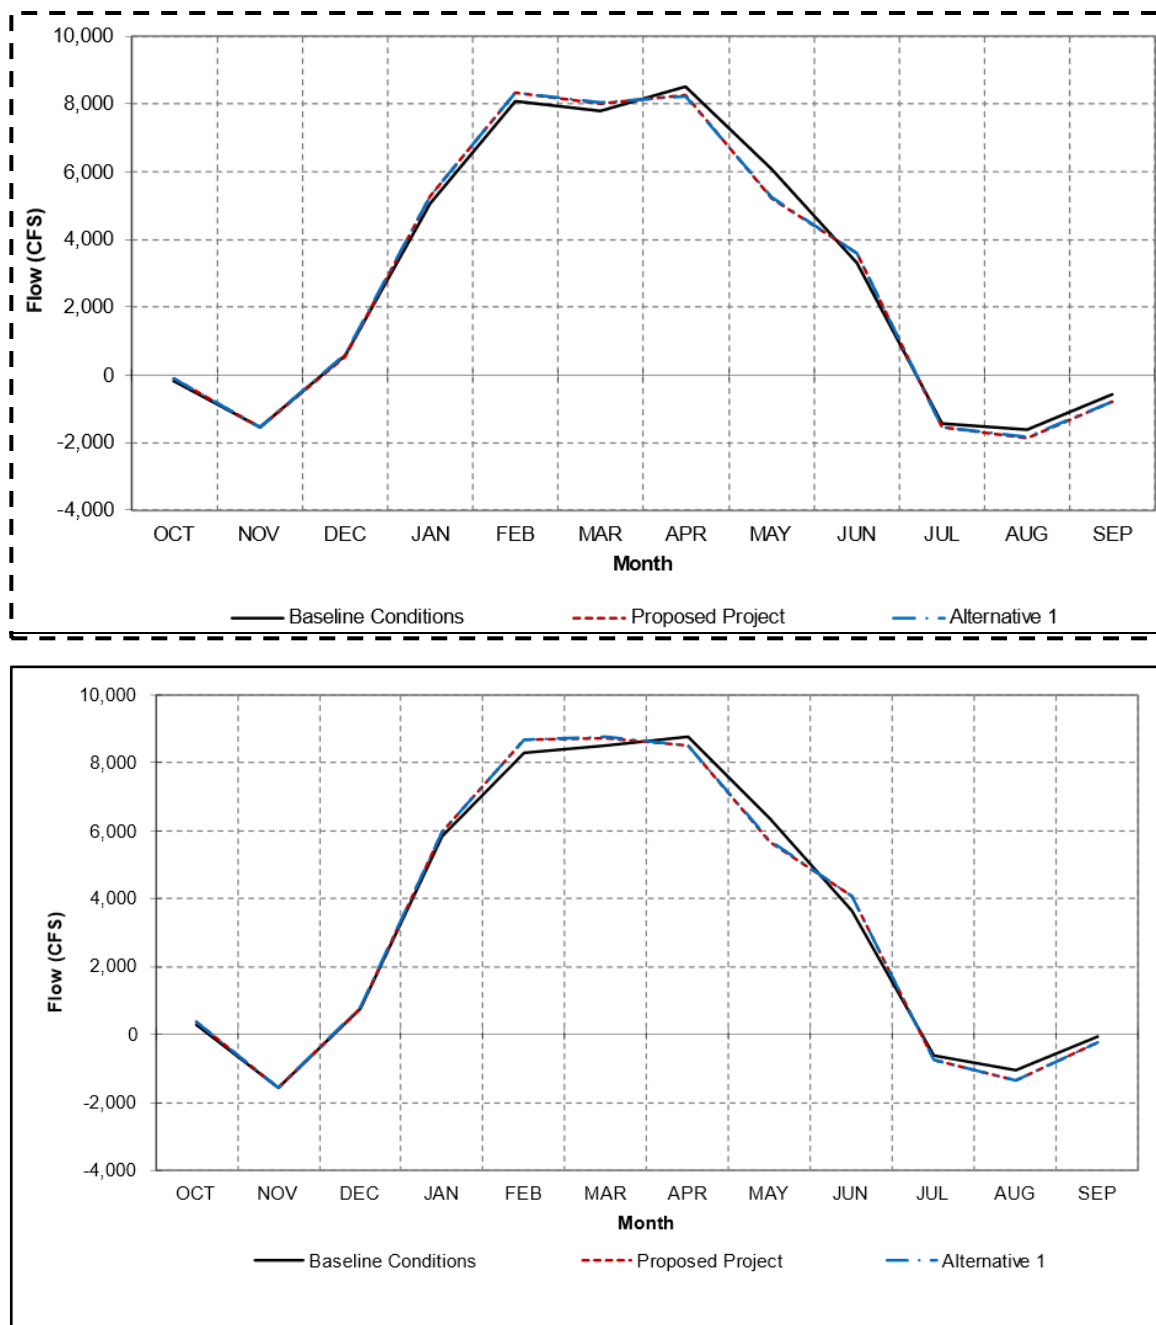 10,000
8,000
6,000
4,000
2,000
0
-2,000
-4,000
Flow (CFS)
OCT NOV DEC JAN FEB MAR APR MAY JUN JUL AUG SEP
Month
Baseline Conditions Proposed Project Alternative 1
10,000
8,000
6,000
4,000
2,000
0
-2,000
-4,000
Flow (CFS)
OCT NOV DEC JAN FEB MAR APR MAY JUN JUL AUG SEP
Month
Baseline Conditions Proposed Project Alternative 1